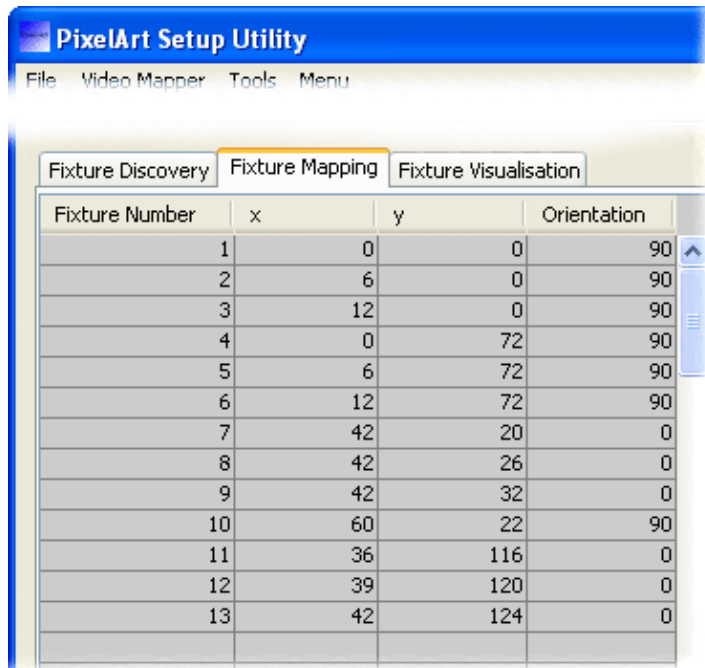 PixelArt Setup Utility
File Video Mapper Tools Menu
Fixture Discovery Fixture Mapping Fixture Visualisation
Fixture Number x y Orientation
1 0 0 90
2 6 0 90
3 12 0 90
4 0 72 90
5 6 72 90
6 12 72 90
7 42 20 0
8 42 26 0
9 42 32 0
10 60 22 90
11 36 116 0
12 39 120 0
13 42 124 0